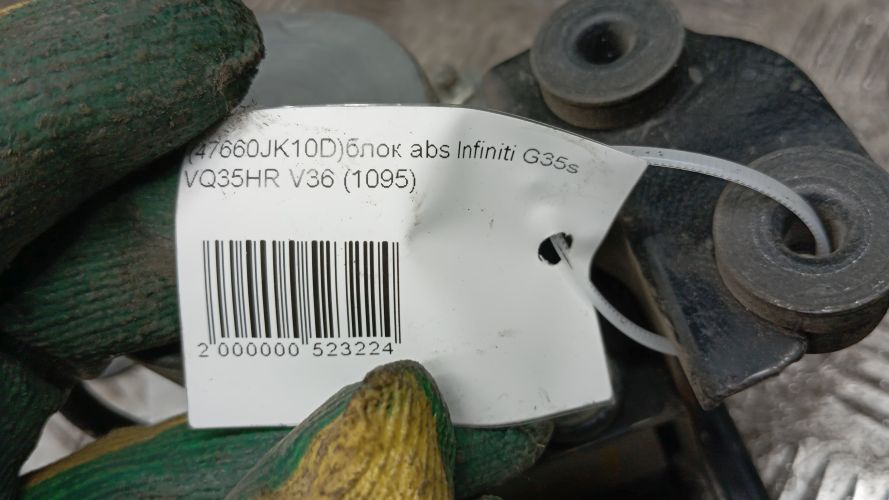 (47660JK10D)блок abs Infiniti G35s
VQ35HR V36 (1095)
2 000000 523224